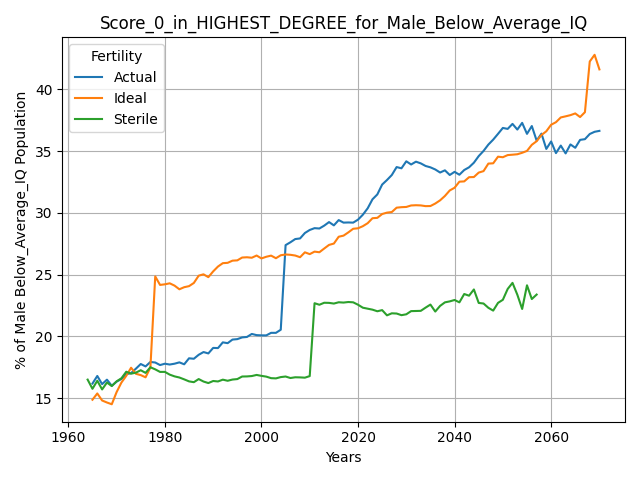 Score_0_in_HIGHEST_DEGREE_for_Male_Below_Average_IQ
Fertility
Actual
Ideal
Sterile
% of Male Below_Average_IQ Population
40
35
30
25
20
15
1960
1980
2000
2020
2040
2060
Years